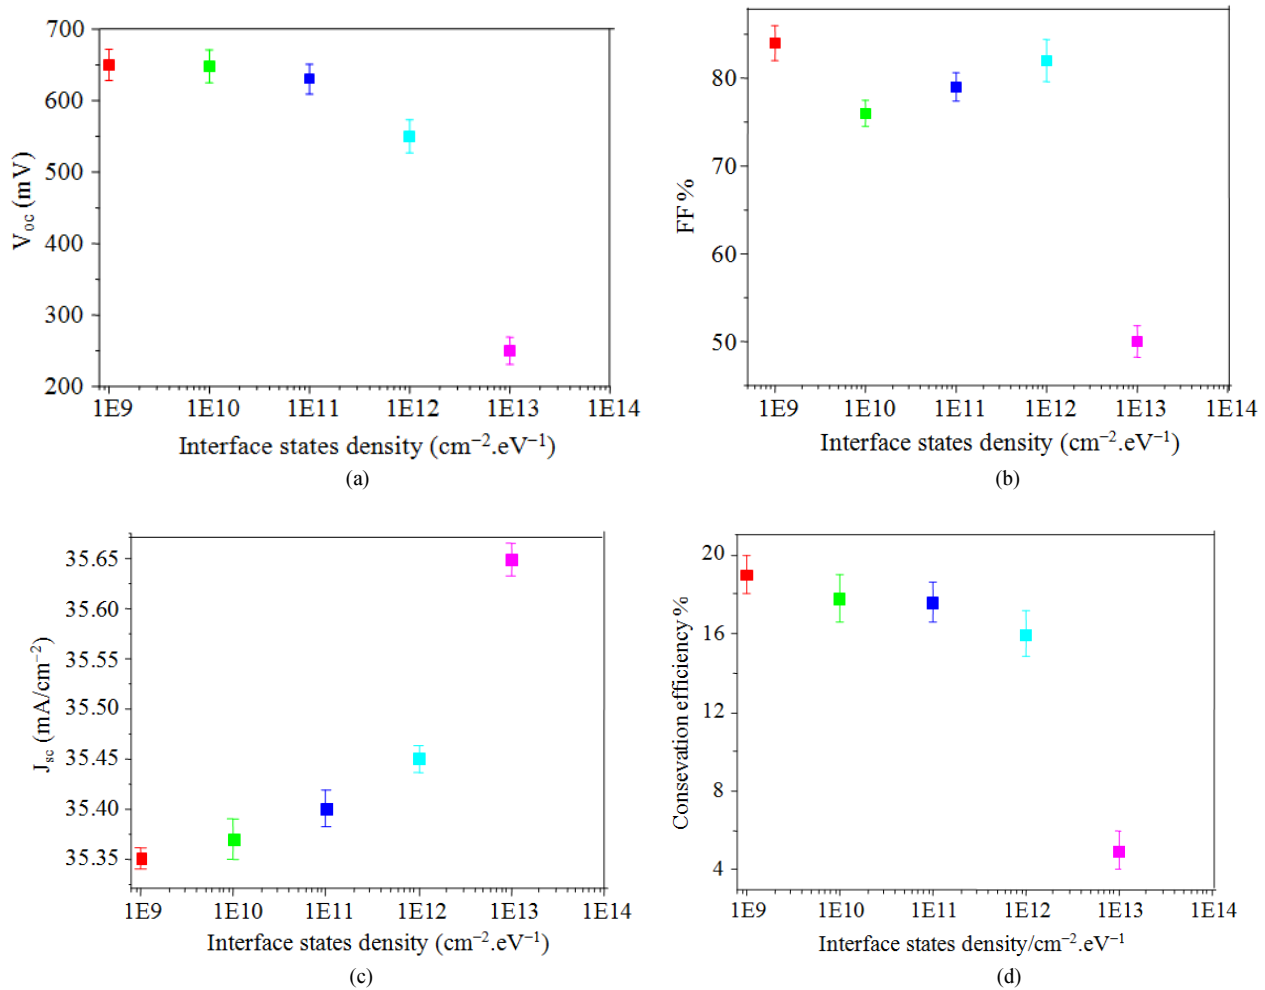 700
600
500
400
300
200
V_oc (mV)
1E9 1E10 1E11 1E12 1E13 1E14
Interface states density (cm⁻².eV⁻¹)
(a)
80
70
60
50
FF %
1E9 1E10 1E11 1E12 1E13 1E14
Interface states density (cm⁻².eV⁻¹)
(b)
35.65
35.60
35.55
35.50
35.45
35.40
35.35
J_sc (mA/cm⁻²)
1E9 1E10 1E11 1E12 1E13 1E14
Interface states density (cm⁻².eV⁻¹)
(c)
20
16
12
8
4
Consevation efficiency %
1E9 1E10 1E11 1E12 1E13 1E14
Interface states density/cm⁻².eV⁻¹
(d)